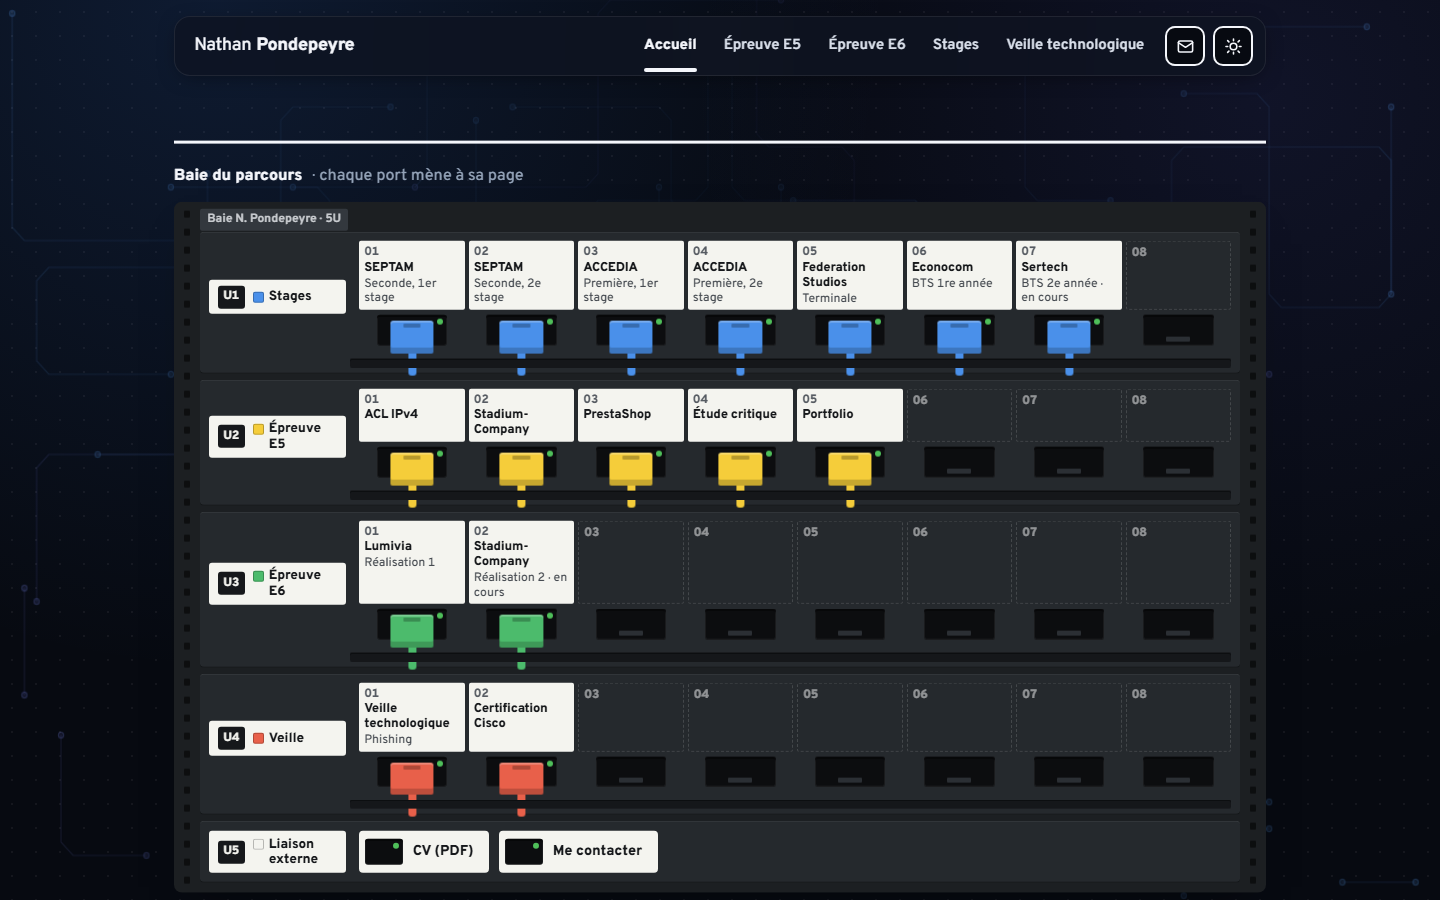 Nathan Pondepeyre
Accueil
Épreuve E5
Épreuve E6
Stages
Veille technologique
Baie du parcours · chaque port mène à sa page
Baie N. Pondepeyre · 5U
U1
Stages
01
SEPTAM
Seconde, 1er
stage
02
SEPTAM
Seconde, 2e
stage
03
ACCEDIA
Première, 1er
stage
04
ACCEDIA
Première, 2e
stage
05
Federation
Studios
Terminale
06
Econocom
BTS 1re année
07
Sertech
BTS 2e année ·
en cours
08
U2
Épreuve
E5
01
ACL IPv4
02
Stadium-
Company
03
PrestaShop
04
Étude critique
05
Portfolio
06
07
08
U3
Épreuve
E6
01
Lumivia
Réalisation 1
02
Stadium-
Company
Réalisation 2 · en
cours
03
04
05
06
07
08
U4
Veille
01
Veille
technologique
Phishing
02
Certification
Cisco
03
04
05
06
07
08
U5
Liaison
externe
CV (PDF)
Me contacter